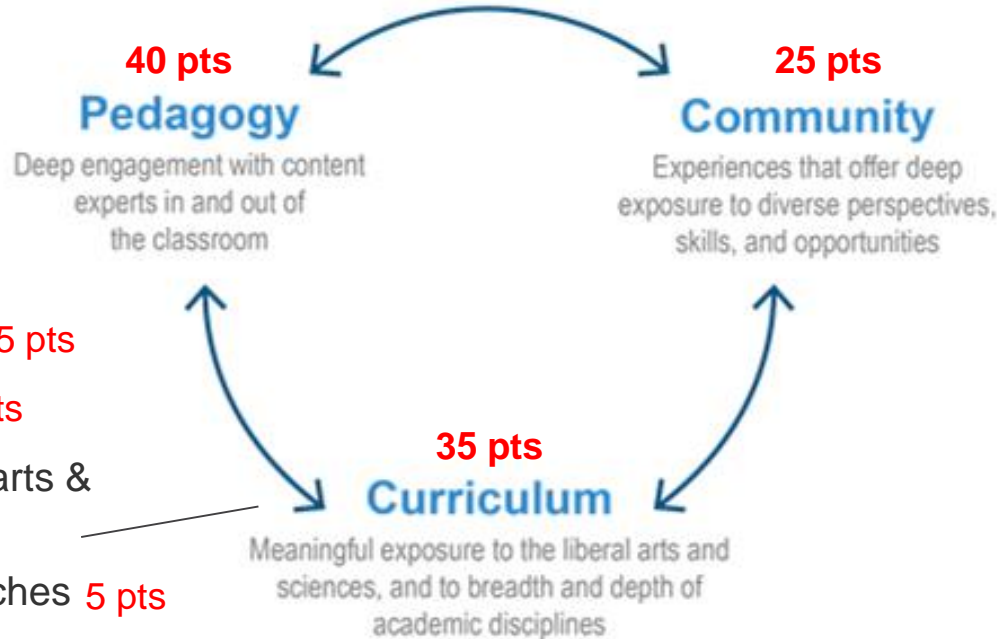 40 pts
Pedagogy
Deep engagement with content
experts in and out of
the classroom
25 pts
Community
Experiences that offer deep
exposure to diverse perspectives,
skills, and opportunities
5 pts
arts &
5 pts
35 pts
Curriculum
Meaningful exposure to the liberal arts and
sciences, and to breadth and depth of
academic disciplines